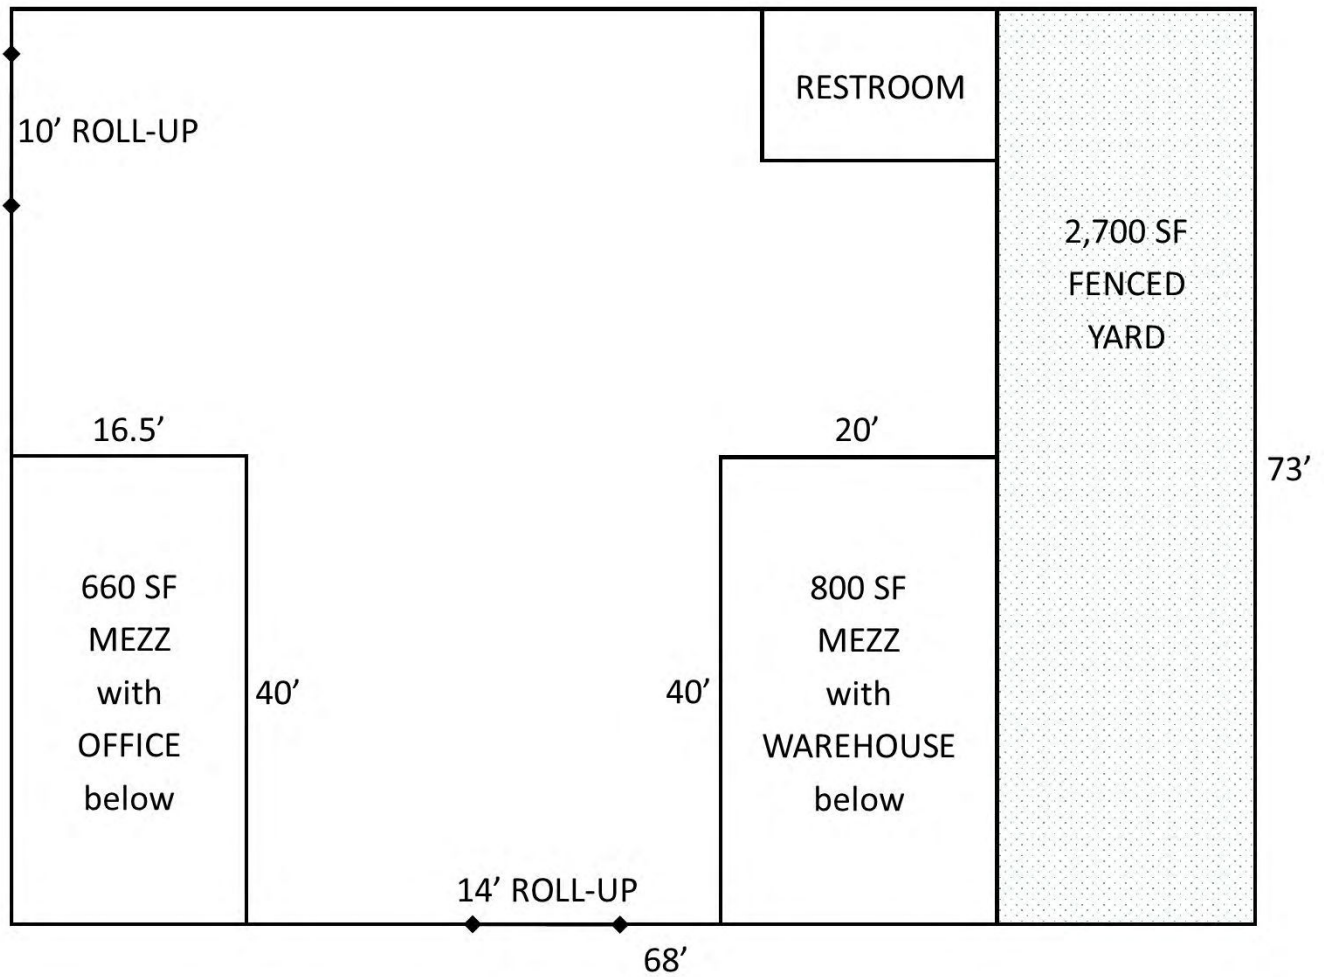 RESTROOM
10’ ROLL-UP
2,700 SF
FENCED
YARD
16.5’
20’
73’
660 SF
MEZZ
with
OFFICE
below
40’
40’
800 SF
MEZZ
with
WAREHOUSE
below
14’ ROLL-UP
68’